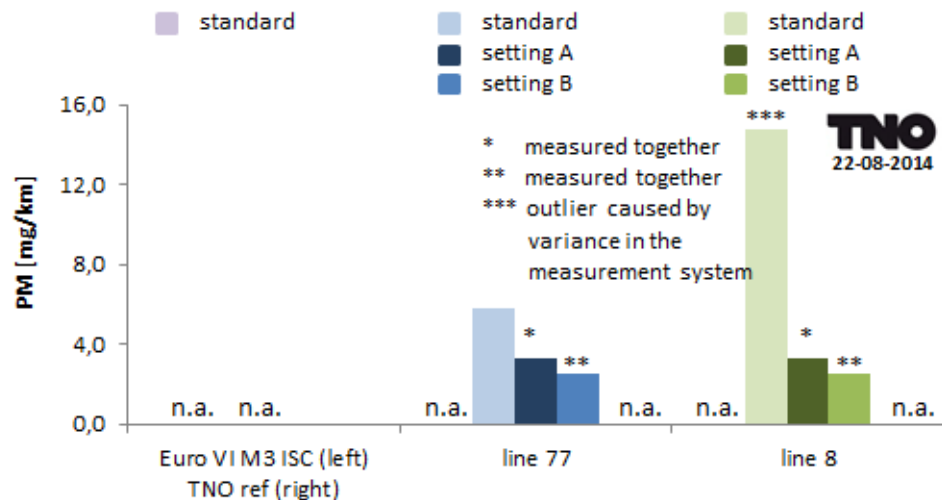 standard
standard
standard
setting A
setting A
setting B
setting B
16,0
12,0
8,0
4,0
0,0
PM [mg/km]
* measured together
** measured together
*** outlier caused by
variance in the
measurement system
***
TNO
22-08-2014
*
**
*
**
n.a. n.a. n.a. n.a. n.a. n.a.
Euro VI M3 ISC (left)
TNO ref (right)
line 77
line 8